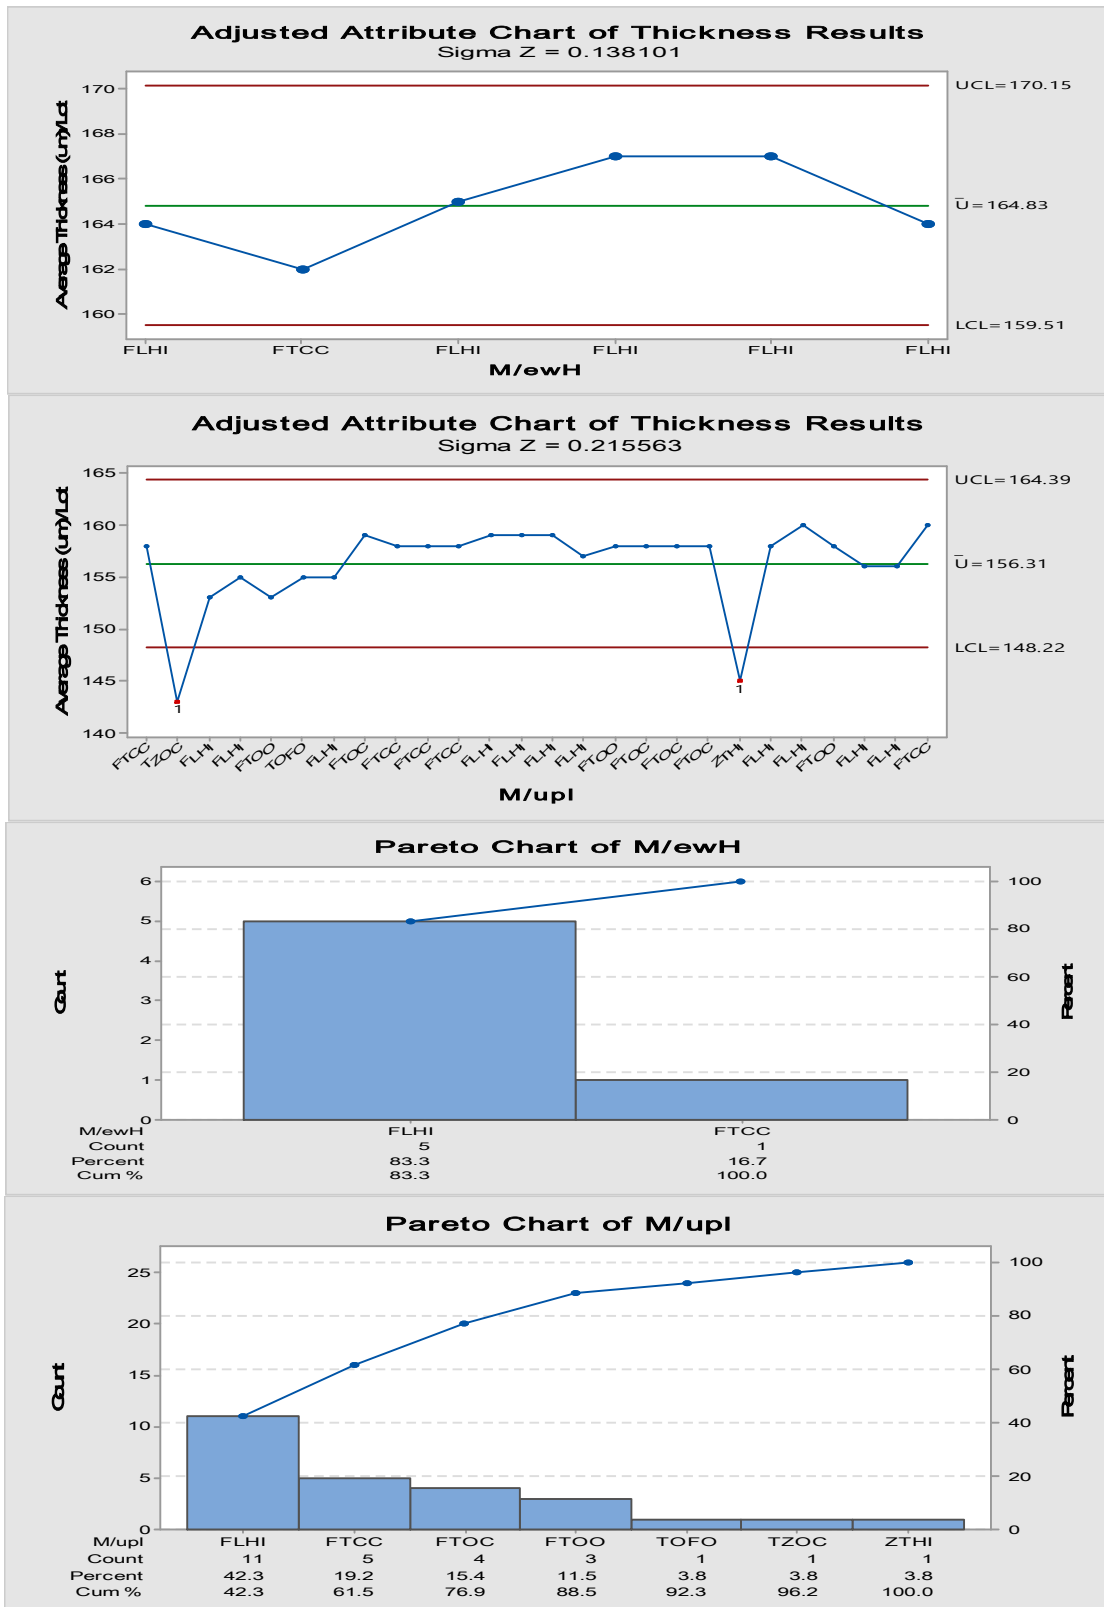 Adjusted Attribute Chart of Thickness Results
Sigma Z = 0.138101
Average Thickness (um)/Lot
170
168
166
164
162
160
UCL=170.15
Ū=164.83
LCL=159.51
FLHI FTCC FLHI FLHI FLHI FLHI
M/ewH
Adjusted Attribute Chart of Thickness Results
Sigma Z = 0.215563
Average Thickness (um)/Lot
165
160
155
150
145
140
UCL=164.39
Ū=156.31
LCL=148.22
1
1
FTCC TZOC FLHI FLHI FTOO TOFO FLHI FTOC FTCC FTCC FTCC FLHI FLHI FLHI FLHI FTOO FTOC FTOC FTOC ZTHI FLHI FLHI FTOO FLHI FLHI FTCC
M/upl
Pareto Chart of M/ewH
Count
6
5
4
3
2
1
0
100
80
60
40
20
0
Percent
M/ewH FLHI FTCC
Count 5 1
Percent 83.3 16.7
Cum % 83.3 100.0
Pareto Chart of M/upl
Count
25
20
15
10
5
0
100
80
60
40
20
0
Percent
M/upl FLHI FTCC FTOC FTOO TOFO TZOC ZTHI
Count 11 5 4 3 1 1 1
Percent 42.3 19.2 15.4 11.5 3.8 3.8 3.8
Cum % 42.3 61.5 76.9 88.5 92.3 96.2 100.0